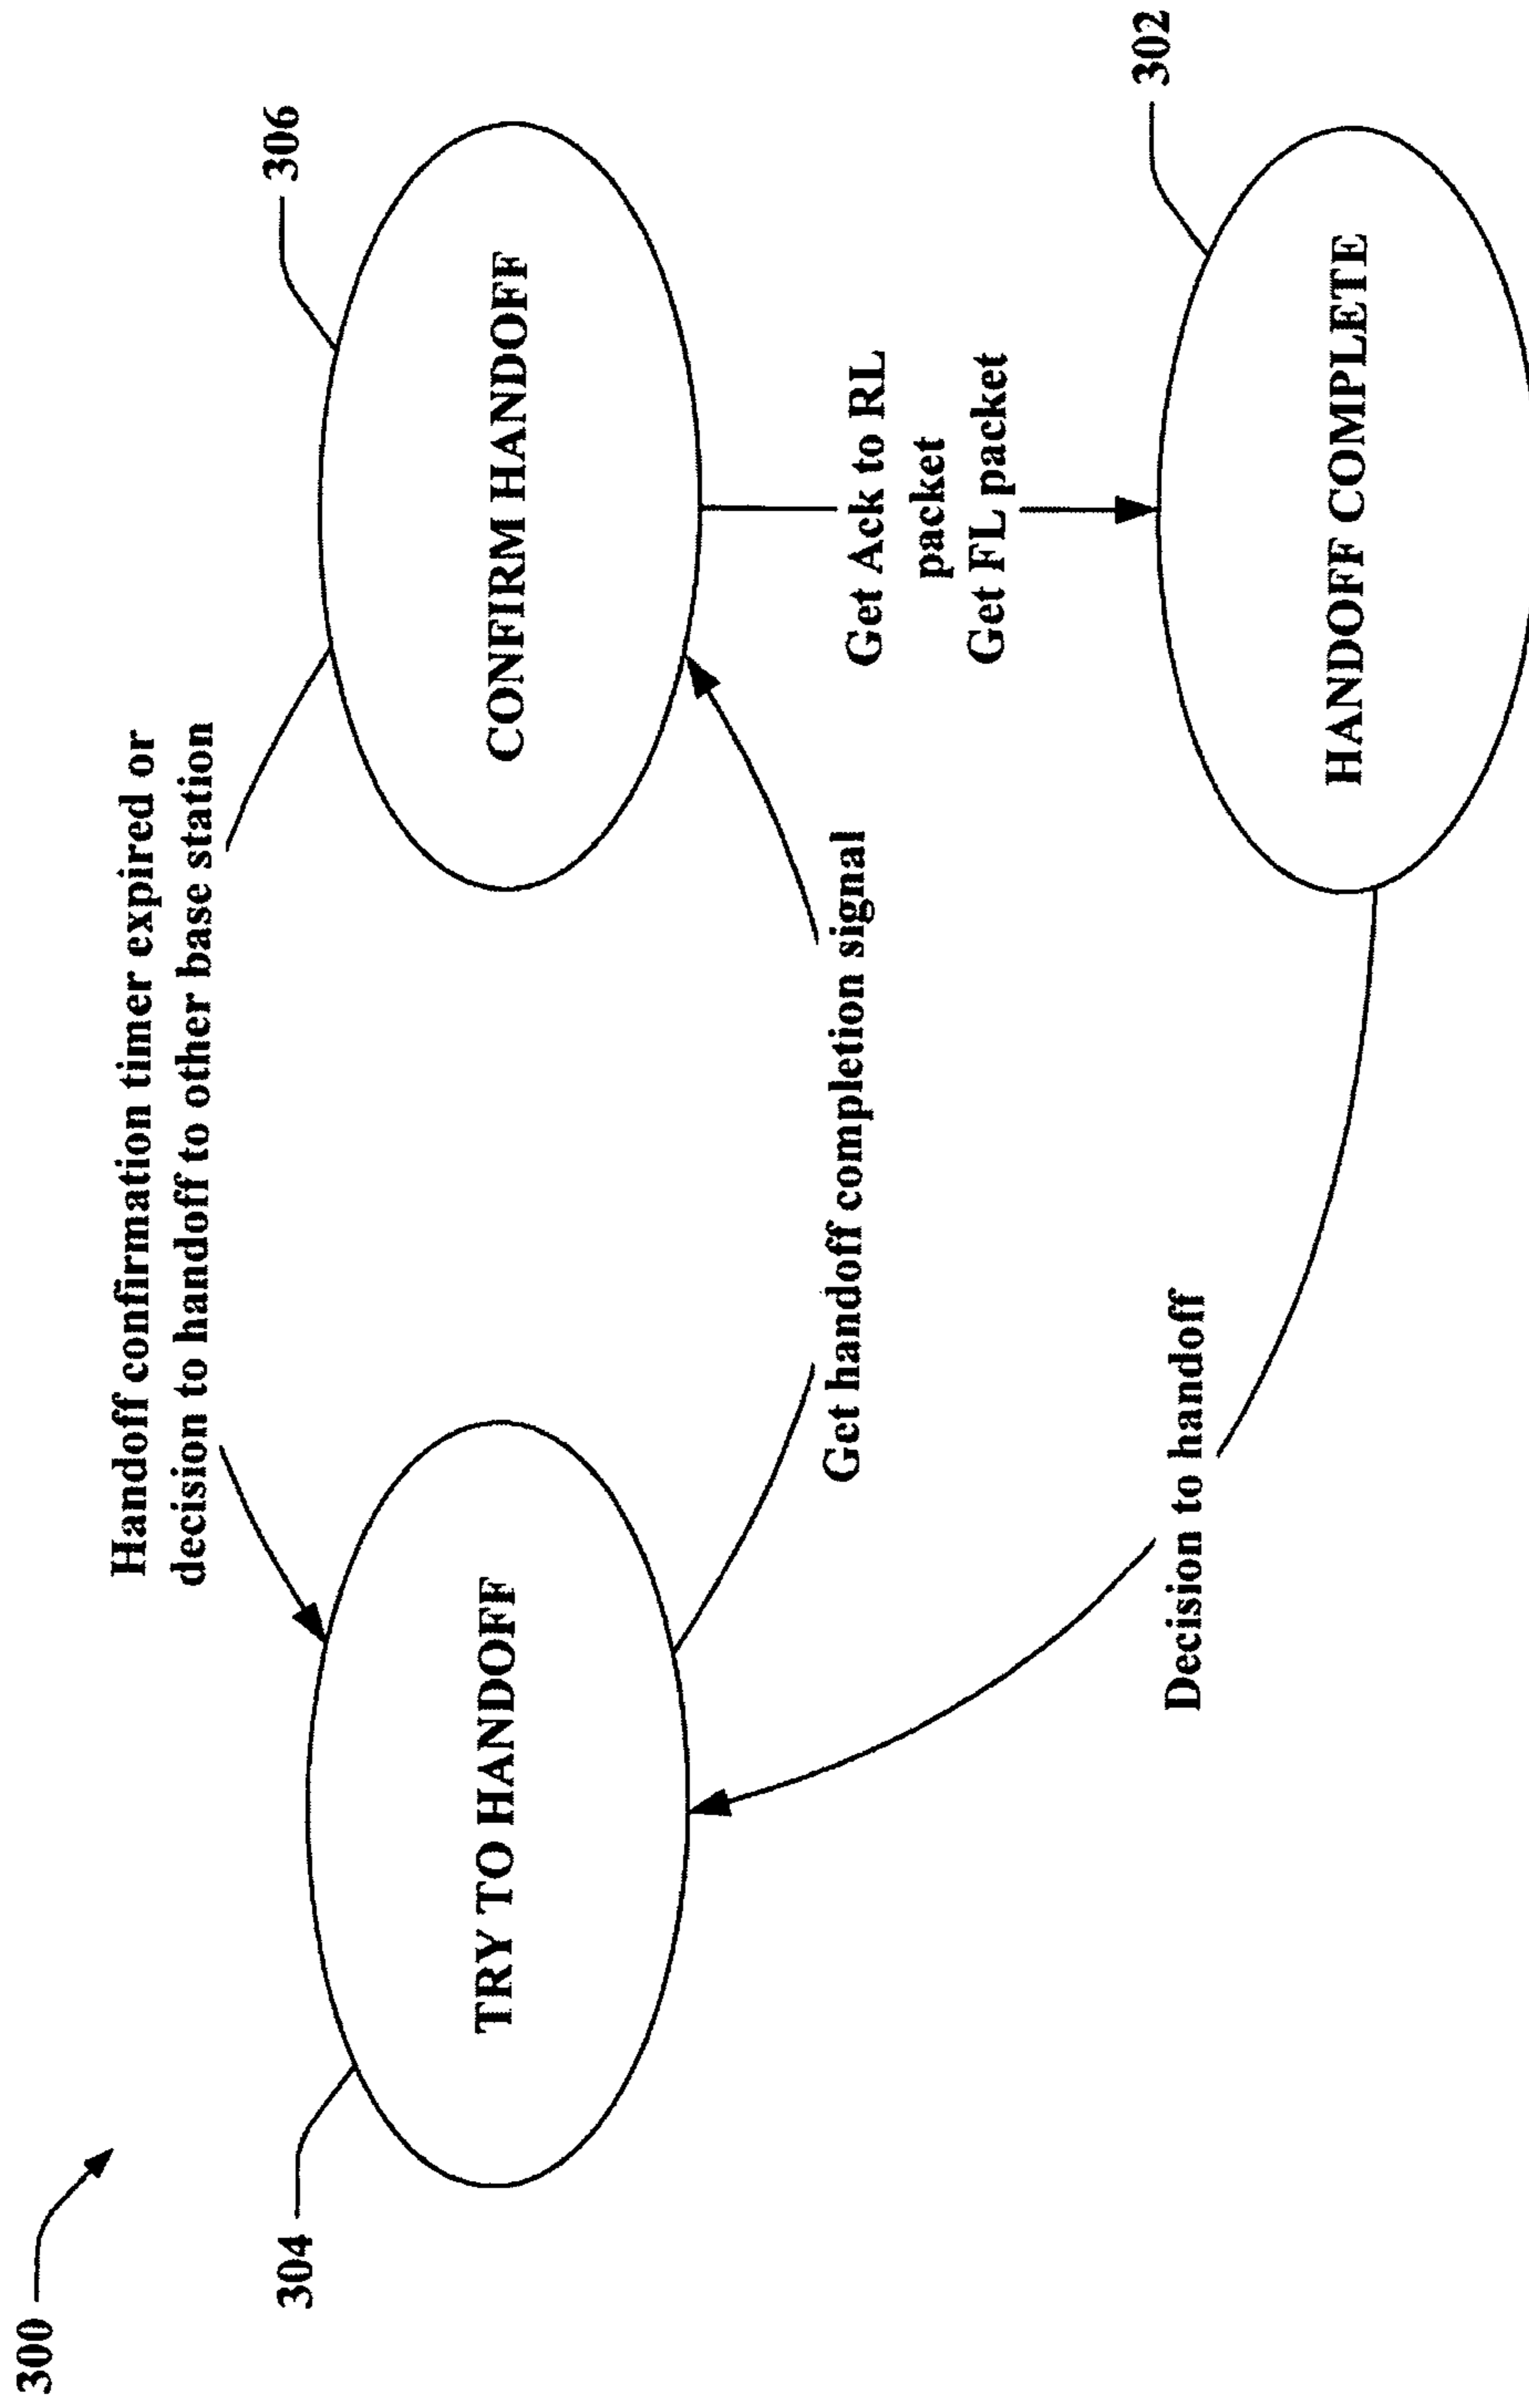 300
Handoff confirmation timer expired or
decision to handoff to other base station
304
306
TRY TO HANDOFF
CONFIRM HANDOFF
Get handoff completion signal
Get Ack to RL
packet
Get FL packet
Decision to handoff
302
HANDOFF COMPLETE